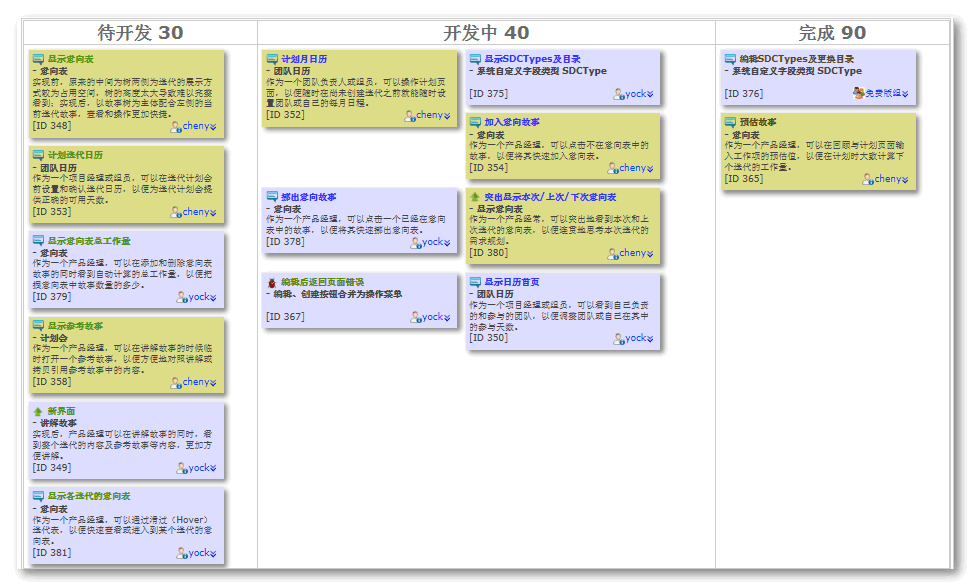 待开发 30
显示意向表
- 意向表
实现前，原来的中间为树两侧为迭代的展示方
式较为占用空间，树的高度太大导致难以完整
看到；实现后，以故事树为主体配合左侧的当
前迭代故事，查看和操作更加快捷。
[ID 348] cheny
计划迭代日历
- 团队日历
作为一个项目经理或组员，可以在迭代计划会
前设置和确认迭代日历，以便为迭代计划会提
供正确的可用天数。
[ID 353] cheny
显示意向表总工作量
- 意向表
作为一个产品经理，可以在添加和删除意向表
故事的同时看到自动计算的总工作量，以便把
握意向表中故事数量的多少。
[ID 379] yock
显示参考故事
- 计划会
作为一个产品经理，可以在讲解故事的时候临
时打开一个参考故事，以便方便地对照讲解或
拷贝引用参考故事中的内容。
[ID 358] cheny
新界面
- 讲解故事
实现后，产品经理可以在讲解故事的同时，看
到整个迭代的内容及参考故事等内容，更加方
便讲解。
[ID 349] yock
显示各迭代的意向表
- 意向表
作为一个产品经理，可以通过滑过（Hover）
迭代表，以便快速查看或进入到某个迭代的意
向表。
[ID 381] yock
开发中 40
计划月日历
- 团队日历
作为一个团队负责人或组员，可以操作计划页
面，以便随时在尚未创建迭代之前就能随时设
置团队或自己的每月日程。
[ID 352] cheny
显示SDCTypes及目录
- 系统自定义字段类型 SDCType
[ID 375] yock
加入意向故事
- 意向表
作为一个产品经理，可以点击不在意向表中的
故事，以便将其快速加入意向表。
[ID 354] cheny
挪出意向故事
- 意向表
作为一个产品经理，可以点击一个已经在意向
表中的故事，以便将其快速挪出意向表。
[ID 378] yock
突出显示本次/上次/下次意向表
- 显示意向表
作为一个产品经常，可以突出地看到本次和上
次迭代的意向表，以便连贯地思考本次迭代的
需求规划。
[ID 380] cheny
编辑后返回页面错误
- 编辑、创建按钮合并为操作菜单
[ID 367] yock
显示日历首页
- 团队日历
作为一个项目经理或组员，可以看到自己负责
的和参与的团队，以便调整团队或自己在其中
的参与天数。
[ID 350] yock
完成 90
编辑SDCTypes及更换目录
- 系统自定义字段类型 SDCType
[ID 376] 免费版组
预估故事
- 意向表
作为一个产品经理，可以在回顾与计划页面输
入工作项的预估值，以便在计划时大致计算下
个迭代的工作量。
[ID 365] cheny